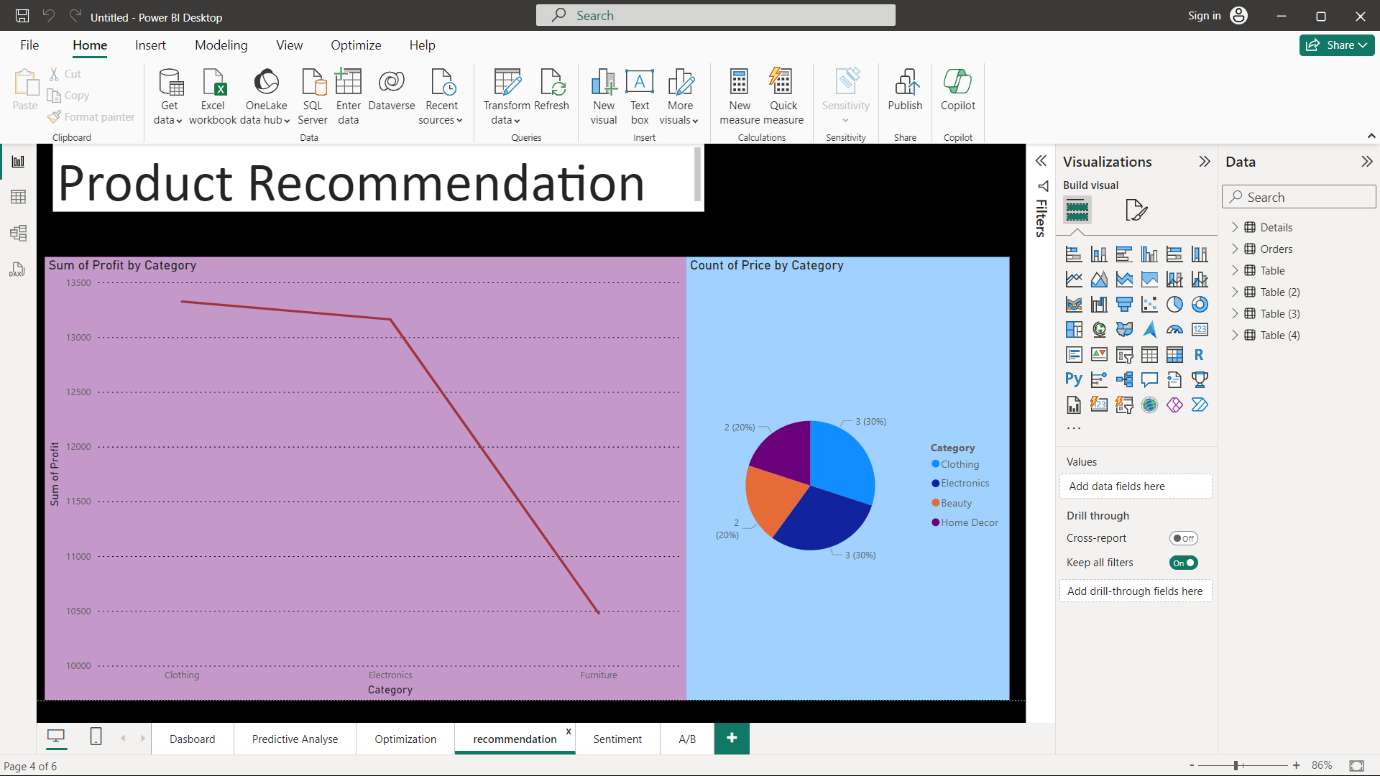 Untitled - Power BI Desktop
Search
Sign in
File Home Insert Modeling View Optimize Help
Share
Paste
Cut
Copy
Format painter
Clipboard
Get data
Excel workbook
OneLake data hub
SQL Server
Enter data
Dataverse
Recent sources
Data
Transform data
Refresh
Queries
New visual
Text box
More visuals
Insert
New measure
Quick measure
Calculations
Sensitivity
Sensitivity
Publish
Share
Copilot
Copilot
Product Recommendation
Sum of Profit by Category
13500
13000
12500
12000
11500
11000
10500
10000
Sum of Profit
Clothing Electronics Furniture
Category
Count of Price by Category
3 (30%)
3 (30%)
2
(20%)
2 (20%)
Category
Clothing
Electronics
Beauty
Home Decor
Filters
Visualizations
Build visual
123
R
Py
123
...
Values
Add data fields here
Drill through
Cross-report
Off
Keep all filters
On
Add drill-through fields here
Data
Search
Details
Orders
Table
Table (2)
Table (3)
Table (4)
Dasboard Predictive Analyse Optimization recommendation x Sentiment A/B +
Page 4 of 6
- + 86%